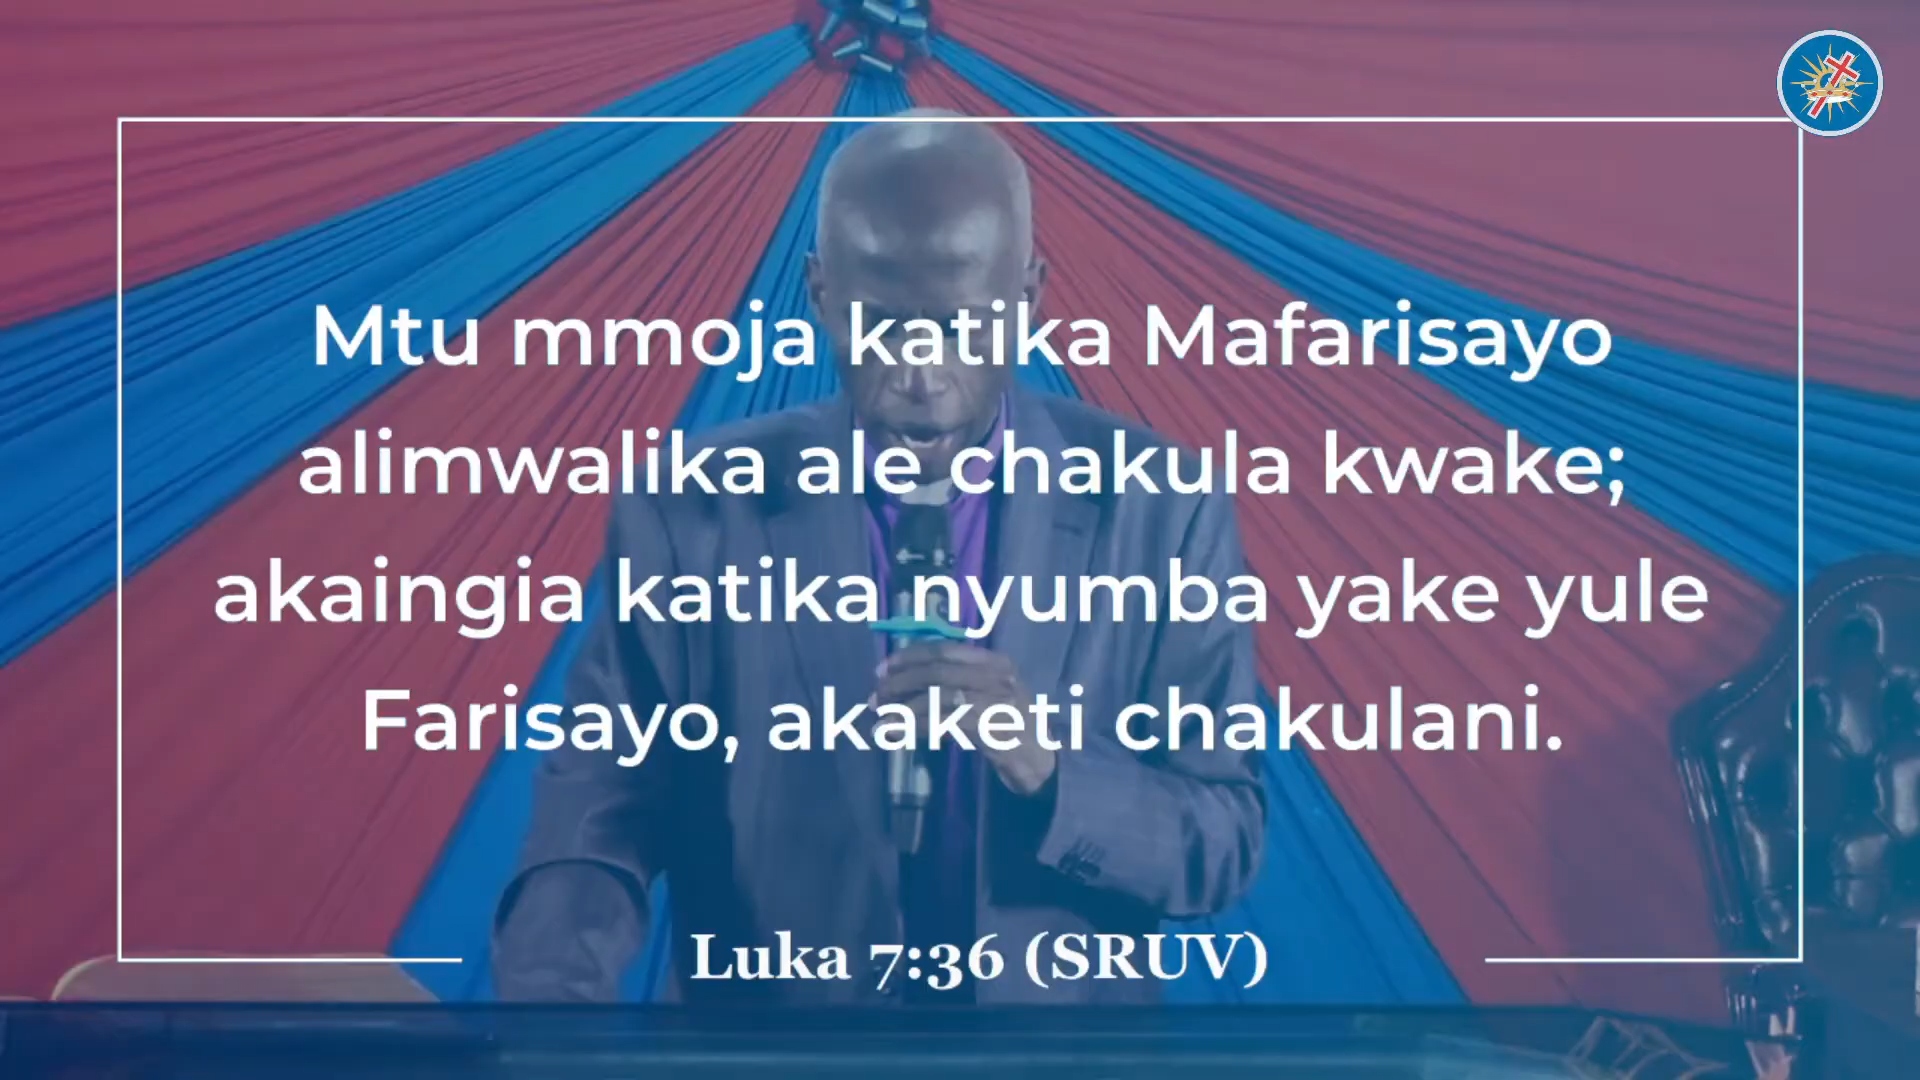 Mtu mmoja katika Mafarisayo
alimwalika ale chakula kwake;
akaingia katika nyumba yake yule
Farisayo, akaketi chakulani.
Luka 7:36 (SRUV)